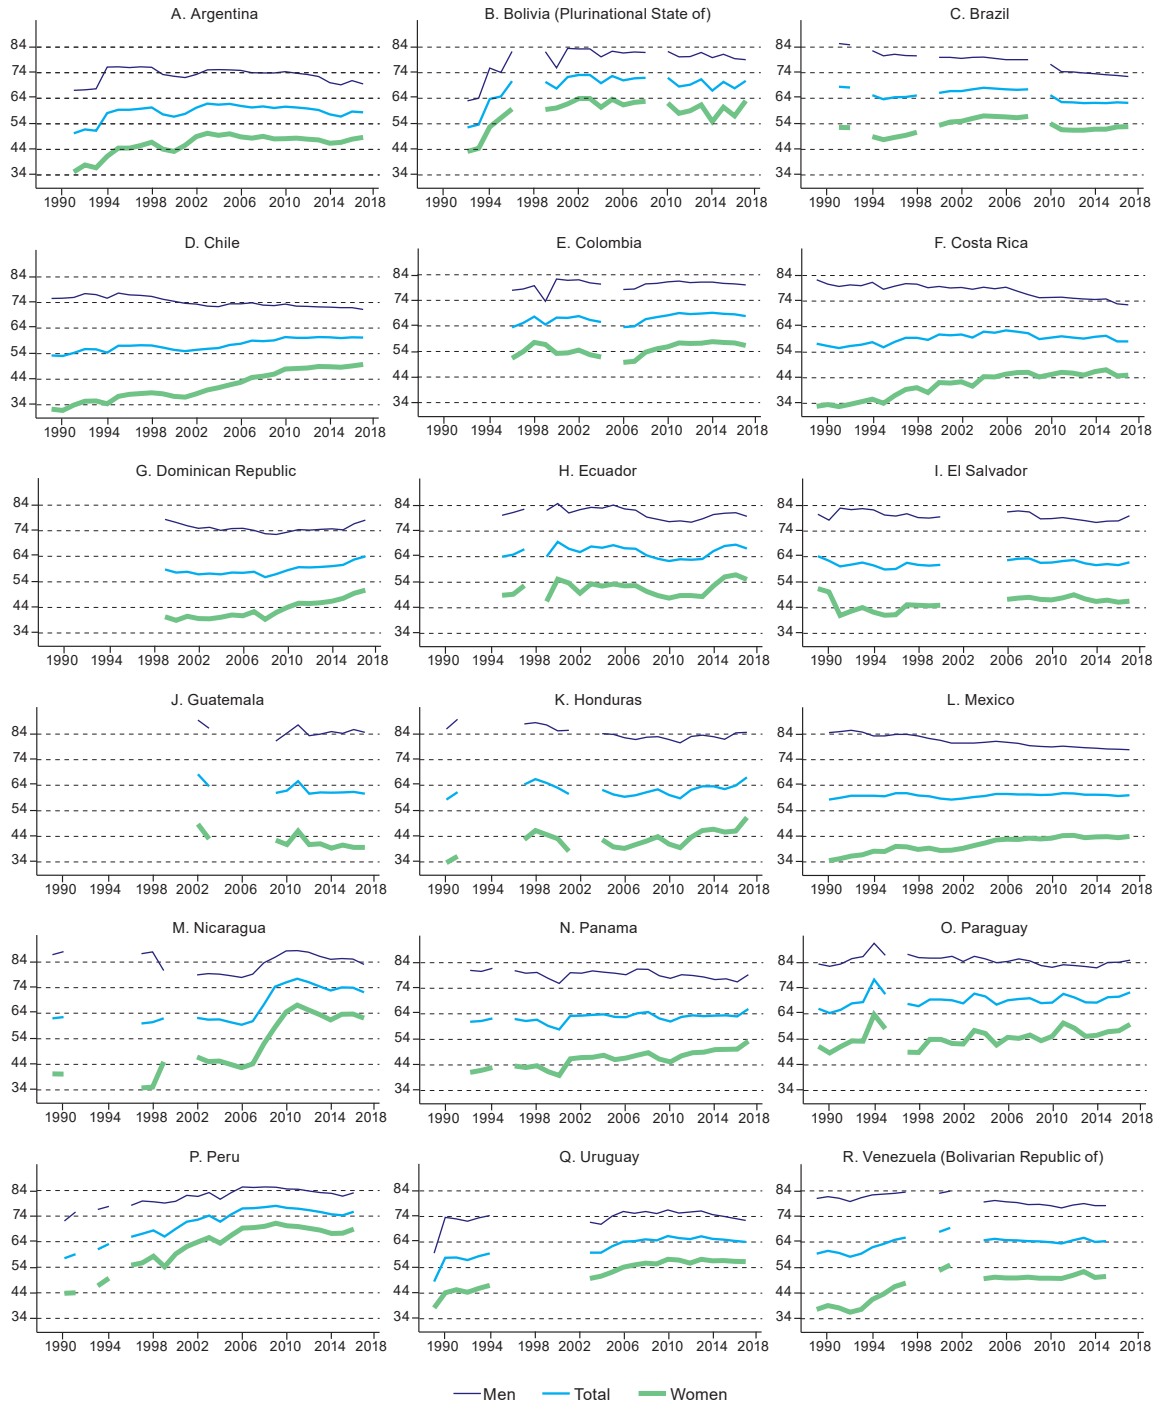 A. Argentina
84
74
64
54
44
34
1990 1994 1998 2002 2006 2010 2014 2018
B. Bolivia (Plurinational State of)
84
74
64
54
44
34
1990 1994 1998 2002 2006 2010 2014 2018
C. Brazil
84
74
64
54
44
34
1990 1994 1998 2002 2006 2010 2014 2018
D. Chile
84
74
64
54
44
34
1990 1994 1998 2002 2006 2010 2014 2018
E. Colombia
84
74
64
54
44
34
1990 1994 1998 2002 2006 2010 2014 2018
F. Costa Rica
84
74
64
54
44
34
1990 1994 1998 2002 2006 2010 2014 2018
G. Dominican Republic
84
74
64
54
44
34
1990 1994 1998 2002 2006 2010 2014 2018
H. Ecuador
84
74
64
54
44
34
1990 1994 1998 2002 2006 2010 2014 2018
I. El Salvador
84
74
64
54
44
34
1990 1994 1998 2002 2006 2010 2014 2018
J. Guatemala
84
74
64
54
44
34
1990 1994 1998 2002 2006 2010 2014 2018
K. Honduras
84
74
64
54
44
34
1990 1994 1998 2002 2006 2010 2014 2018
L. Mexico
84
74
64
54
44
34
1990 1994 1998 2002 2006 2010 2014 2018
M. Nicaragua
84
74
64
54
44
34
1990 1994 1998 2002 2006 2010 2014 2018
N. Panama
84
74
64
54
44
34
1990 1994 1998 2002 2006 2010 2014 2018
O. Paraguay
84
74
64
54
44
34
1990 1994 1998 2002 2006 2010 2014 2018
P. Peru
84
74
64
54
44
34
1990 1994 1998 2002 2006 2010 2014 2018
Q. Uruguay
84
74
64
54
44
34
1990 1994 1998 2002 2006 2010 2014 2018
R. Venezuela (Bolivarian Republic of)
84
74
64
54
44
34
1990 1994 1998 2002 2006 2010 2014 2018
Men Total Women